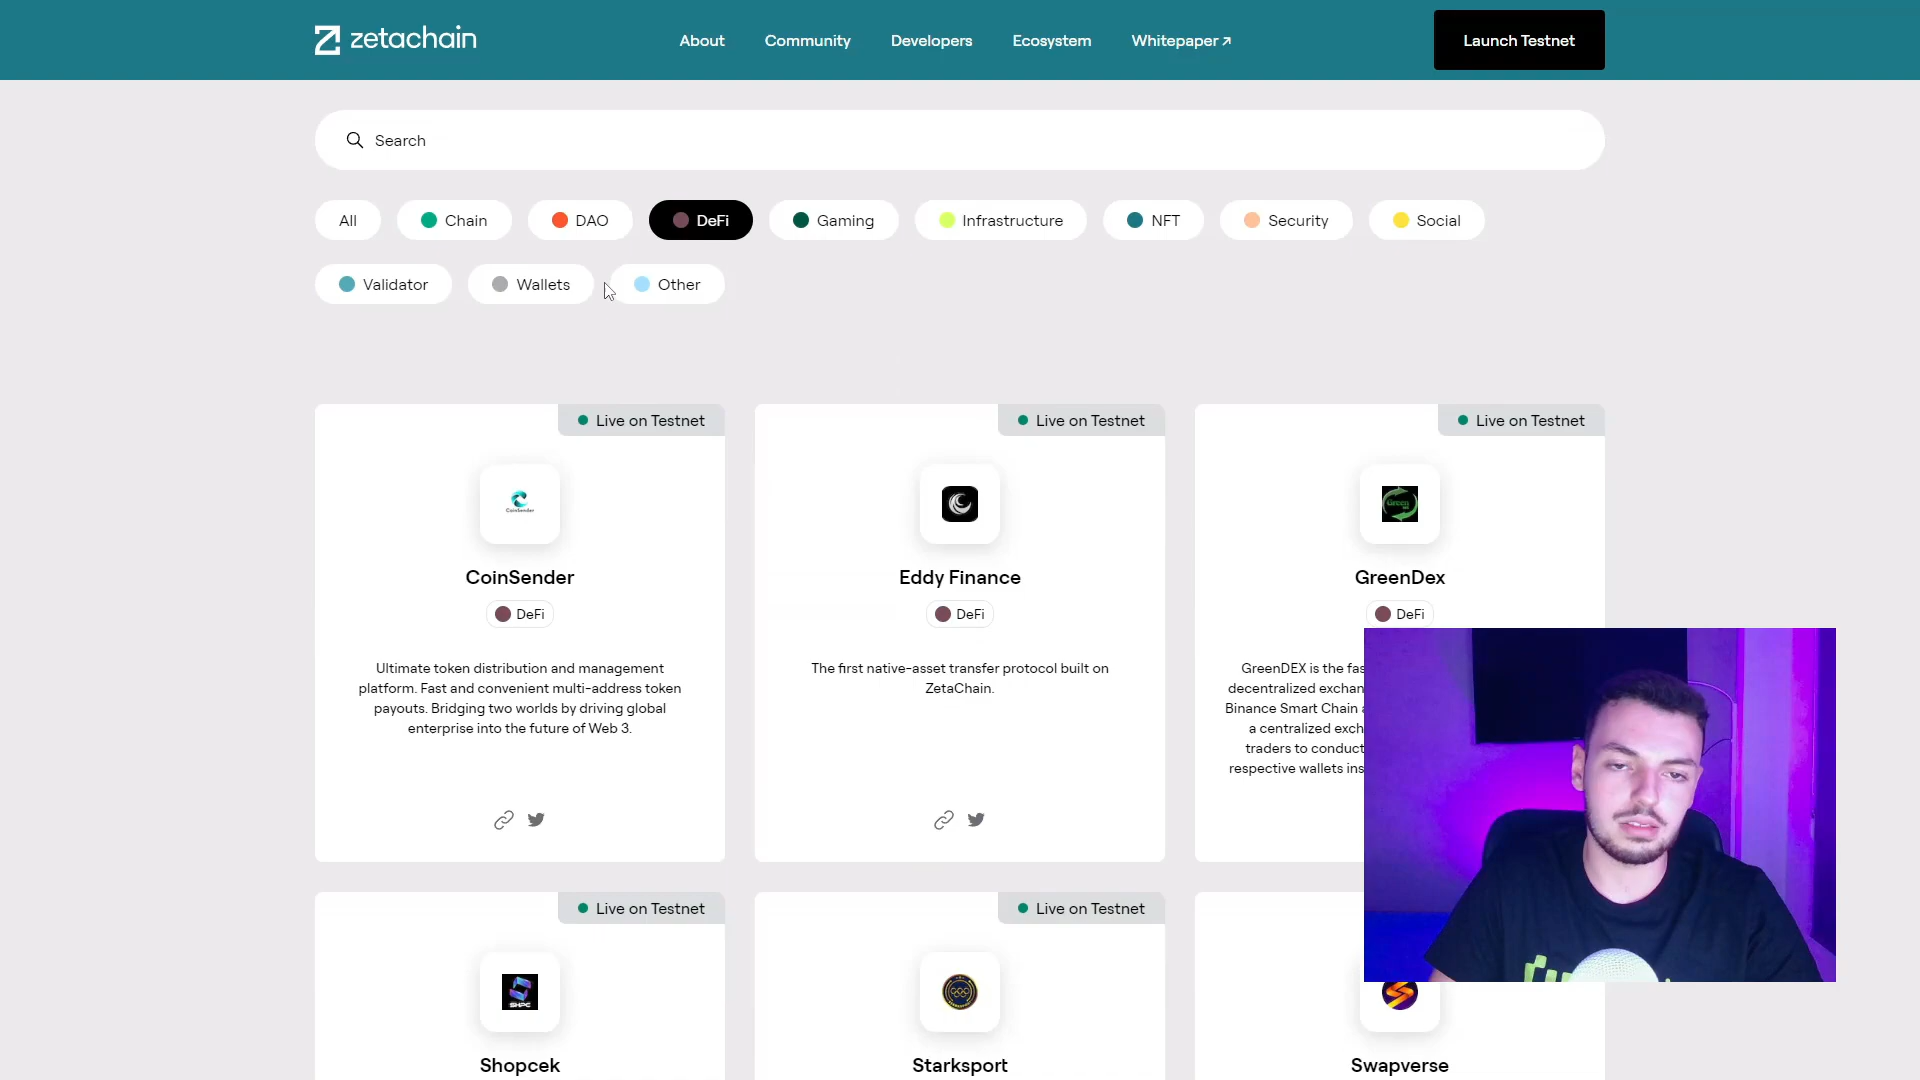 zetachain
About
Community
Developers
Ecosystem
Whitepaper
Launch Testnet
Search
All
Chain
DAO
DeFi
Gaming
Infrastructure
NFT
Security
Social
Validator
Wallets
Other
Live on Testnet
CoinSender
CoinSender
DeFi
Ultimate token distribution and management
platform. Fast and convenient multi-address token
payouts. Bridging two worlds by driving global
enterprise into the future of Web 3.
Live on Testnet
Eddy Finance
DeFi
The first native-asset transfer protocol built on
ZetaChain.
Live on Testnet
Green
GreenDex
DeFi
GreenDEX is the fas
decentralized exchan
Binance Smart Chain
a centralized exch
traders to conduct
respective wallets ins
Live on Testnet
SHPC
Shopcek
Live on Testnet
Starksport
Swapverse